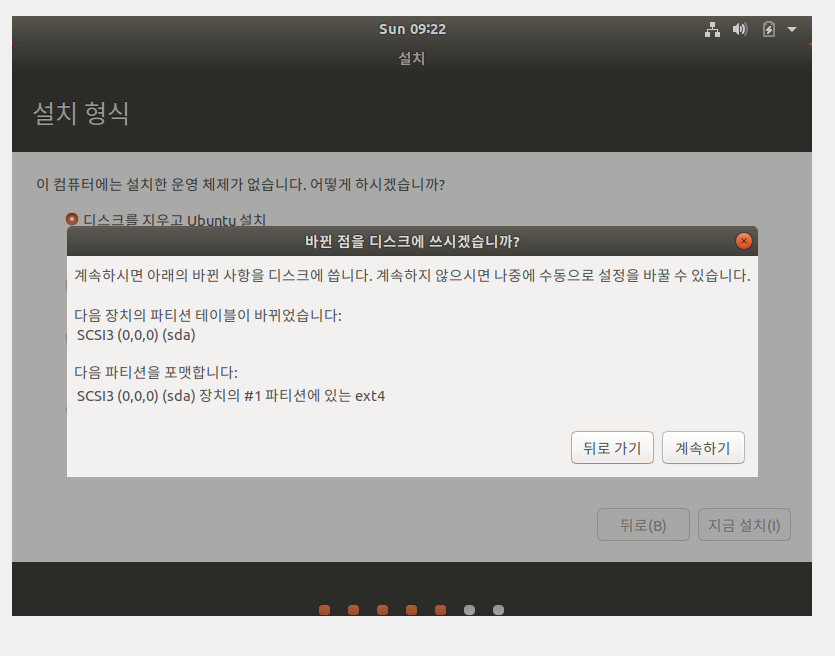 Sun 09:22
설치
설치 형식
이 컴퓨터에는 설치한 운영 체제가 없습니다. 어떻게 하시겠습니까?
디스크를 지우고 Ubuntu 설치
바뀐 점을 디스크에 쓰시겠습니까?
계속하시면 아래의 바뀐 사항을 디스크에 씁니다. 계속하지 않으시면 나중에 수동으로 설정을 바꿀 수 있습니다.
다음 장치의 파티션 테이블이 바뀌었습니다:
SCSI3 (0,0,0) (sda)
다음 파티션을 포맷합니다:
SCSI3 (0,0,0) (sda) 장치의 #1 파티션에 있는 ext4
뒤로 가기 계속하기
뒤로(B) 지금 설치(I)